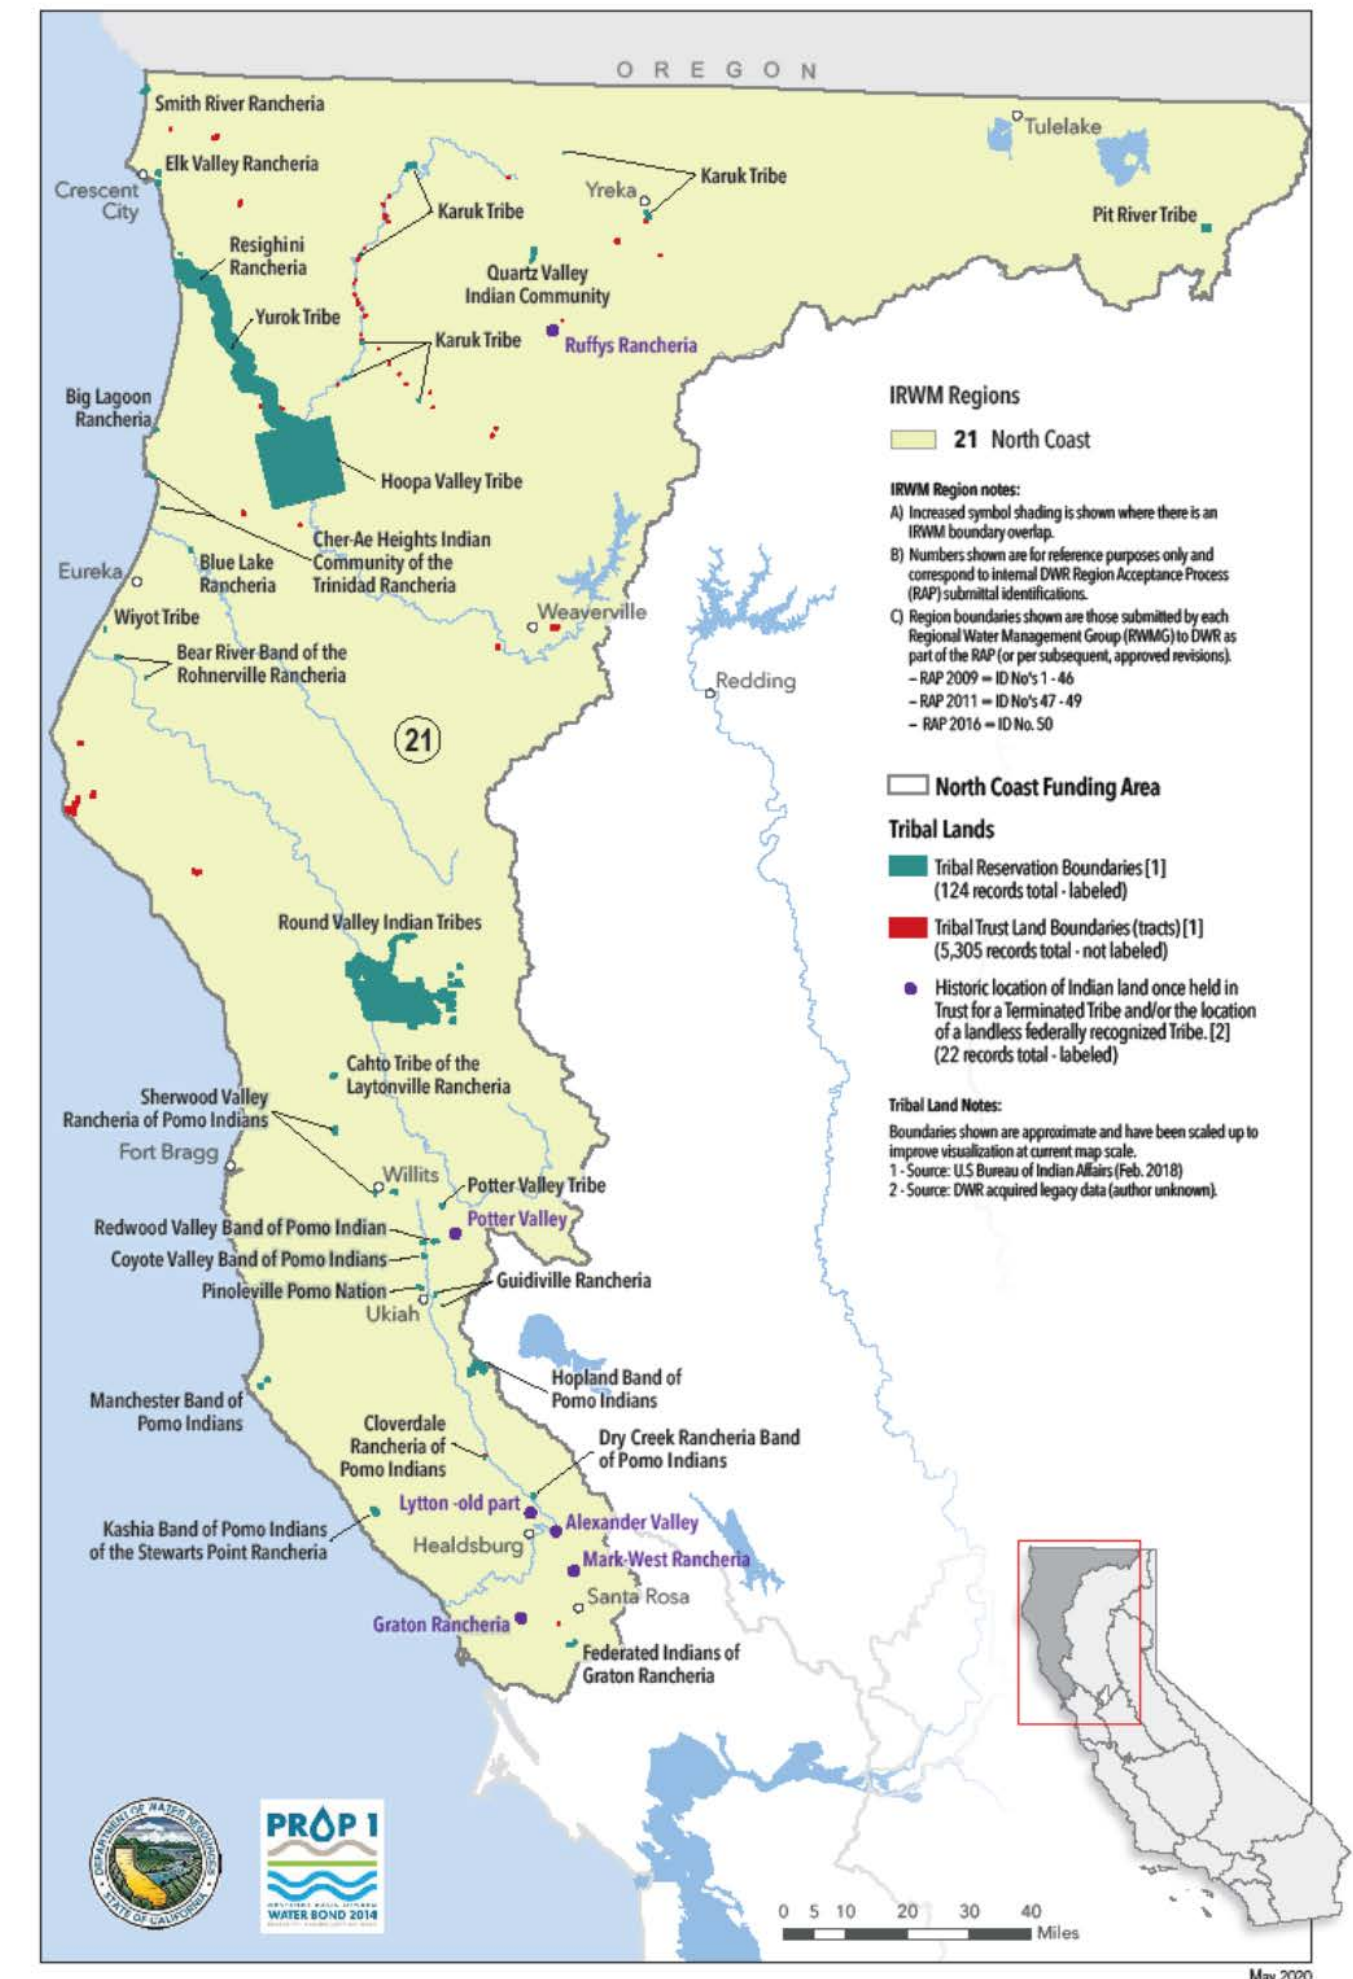 OREGON
Smith River Rancheria
Tulelake
Elk Valley Rancheria
Crescent
City
Yreka
Karuk Tribe
Karuk Tribe
Pit River Tribe
Resighini
Rancheria
Quartz Valley
Indian Community
Yurok Tribe
Karuk Tribe
Ruffys Rancheria
Big Lagoon
Rancheria
Hoopa Valley Tribe
Cher-Ae Heights Indian
Community of the
Trinidad Rancheria
Blue Lake
Rancheria
Eureka
Wiyot Tribe
Weaverville
Bear River Band of the
Rohnerville Rancheria
Redding
21
Round Valley Indian Tribes
Cahto Tribe of the
Laytonville Rancheria
Sherwood Valley
Rancheria of Pomo Indians
Fort Bragg
Willits
Potter Valley Tribe
Potter Valley
Redwood Valley Band of Pomo Indian
Coyote Valley Band of Pomo Indians
Pinoleville Pomo Nation
Guidiville Rancheria
Ukiah
Hopland Band of
Pomo Indians
Manchester Band of
Pomo Indians
Cloverdale
Rancheria of
Pomo Indians
Dry Creek Rancheria Band
of Pomo Indians
Lytton -old part
Alexander Valley
Kashia Band of Pomo Indians
of the Stewarts Point Rancheria
Healdsburg
Mark-West Rancheria
Santa Rosa
Graton Rancheria
Federated Indians of
Graton Rancheria
IRWM Regions
21 North Coast
IRWM Region notes:
A) Increased symbol shading is shown where there is an
IRWM boundary overlap.
B) Numbers shown are for reference purposes only and
correspond to internal DWR Region Acceptance Process
(RAP) submittal identifications.
C) Region boundaries shown are those submitted by each
Regional Water Management Group (RWMG) to DWR as
part of the RAP (or per subsequent, approved revisions).
– RAP 2009 = ID No's 1 - 46
– RAP 2011 = ID No's 47 - 49
– RAP 2016 = ID No. 50
North Coast Funding Area
Tribal Lands
Tribal Reservation Boundaries [1]
(124 records total - labeled)
Tribal Trust Land Boundaries (tracts) [1]
(5,305 records total - not labeled)
Historic location of Indian land once held in
Trust for a Terminated Tribe and/or the location
of a landless federally recognized Tribe. [2]
(22 records total - labeled)
Tribal Land Notes:
Boundaries shown are approximate and have been scaled up to
improve visualization at current map scale.
1 - Source: U.S Bureau of Indian Affairs (Feb. 2018)
2 - Source: DWR acquired legacy data (author unknown).
DEPARTMENT OF WATER RESOURCES
STATE OF CALIFORNIA
PROP 1
WATER BOND 2014
0 5 10 20 30 40
Miles
May 2020